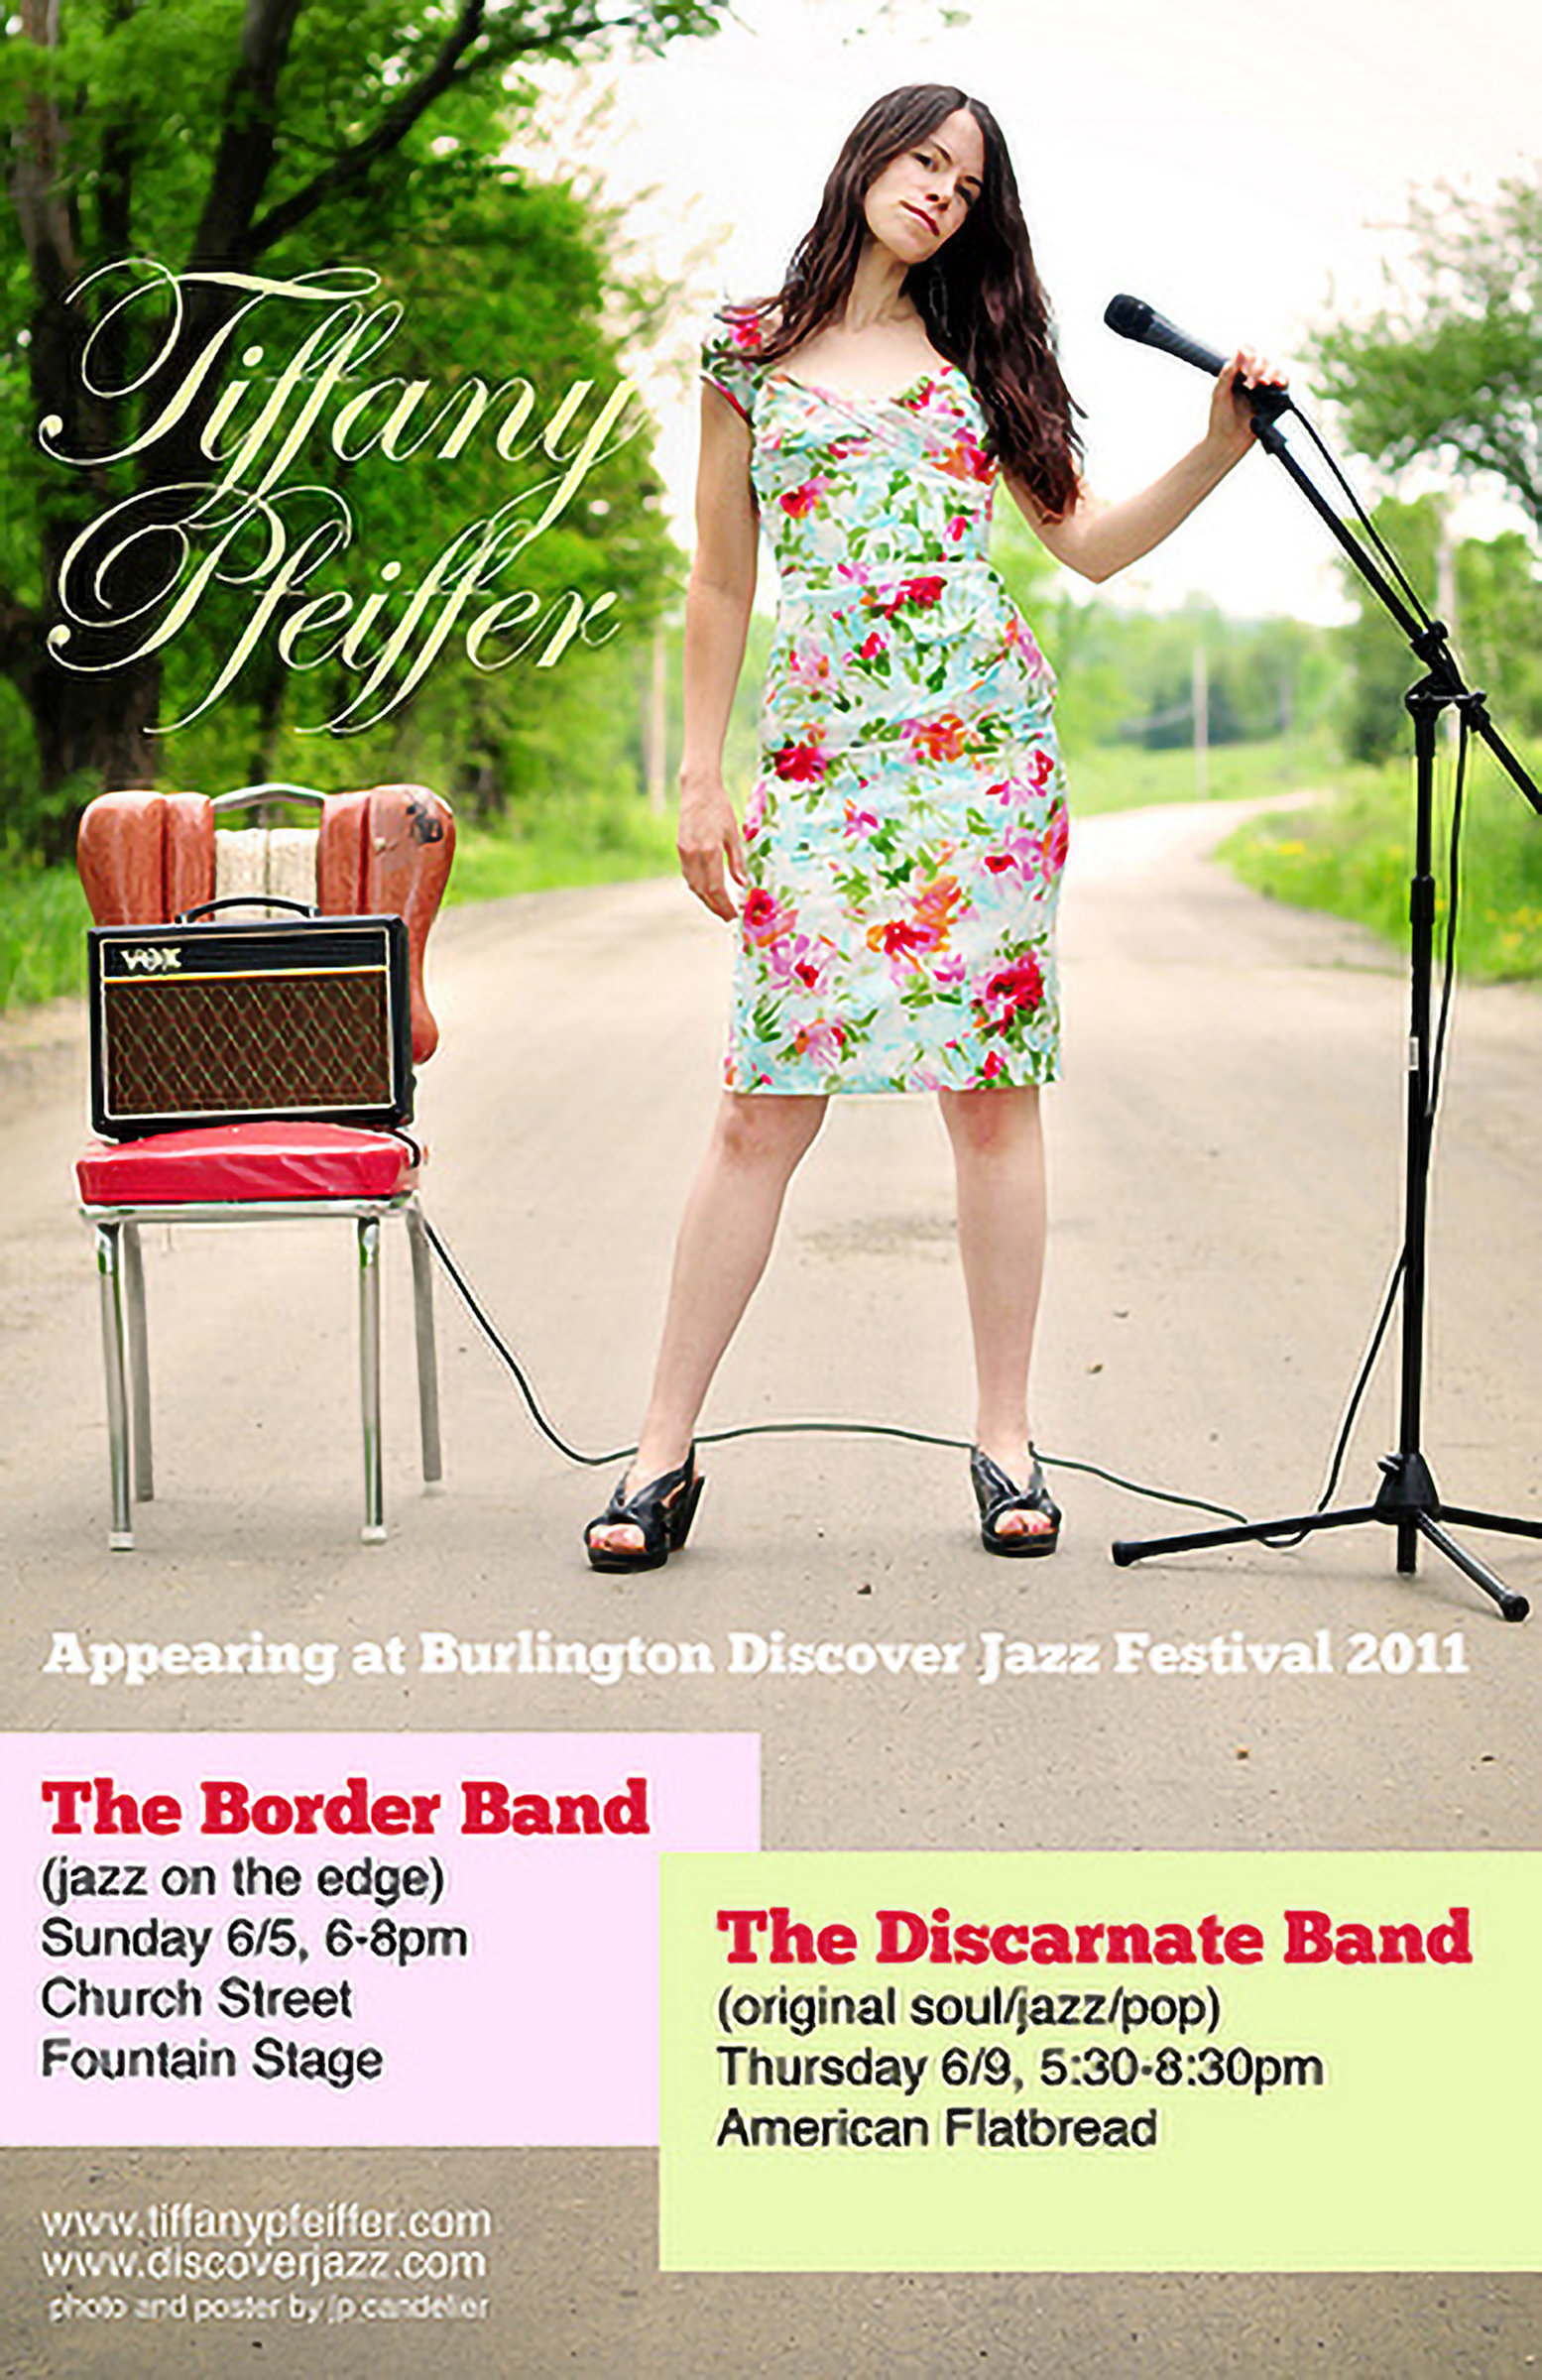 Tiffany
Pfeiffer
VOX
Appearing at Burlington Discover Jazz Festival 2011
The Border Band
(jazz on the edge)
Sunday 6/5, 6-8pm
Church Street
Fountain Stage
The Discarnate Band
(original soul/jazz/pop)
Thursday 6/9, 5:30-8:30pm
American Flatbread
www.tiffanypfeiffer.com
www.discoverjazz.com
photo and poster by jp candelier